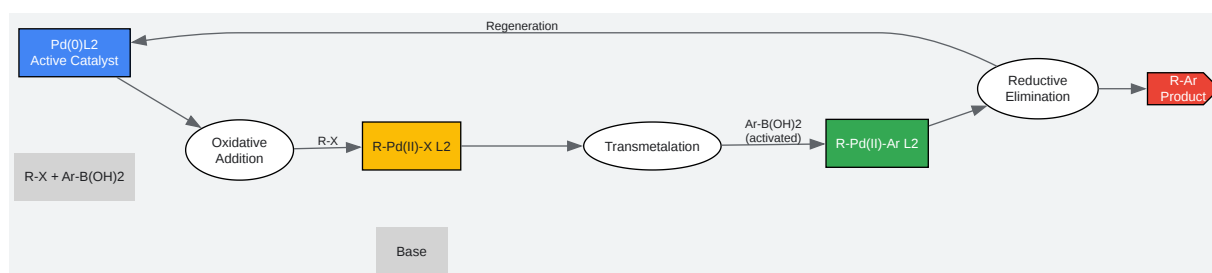 Regeneration
Pd(0)L2
Active Catalyst
Reductive
Elimination
R-Ar
Product
Oxidative
Addition
R-X
R-Pd(II)-X L2
Transmetalation
Ar-B(OH)2
(activated)
R-Pd(II)-Ar L2
R-X + Ar-B(OH)2
Base